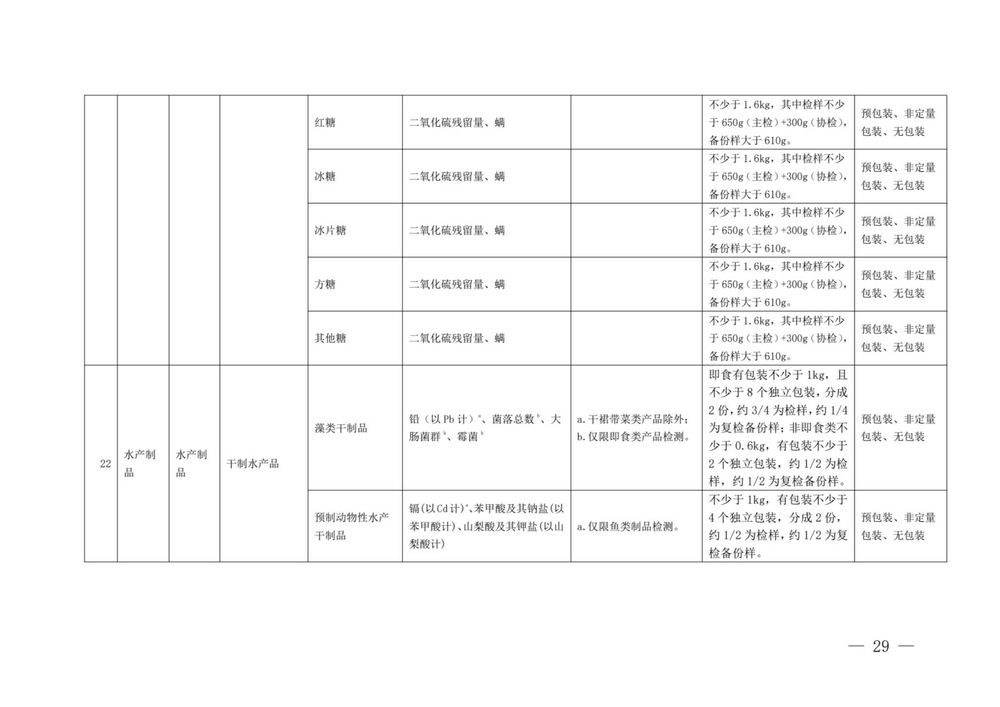 红糖
二氧化硫残留量、螨
不少于 1.6kg，其中检样不少
于 650g（主检）+300g（协检），
备份样大于 610g。
预包装、非定量
包装、无包装
冰糖
二氧化硫残留量、螨
不少于 1.6kg，其中检样不少
于 650g（主检）+300g（协检），
备份样大于 610g。
预包装、非定量
包装、无包装
冰片糖
二氧化硫残留量、螨
不少于 1.6kg，其中检样不少
于 650g（主检）+300g（协检），
备份样大于 610g。
预包装、非定量
包装、无包装
方糖
二氧化硫残留量、螨
不少于 1.6kg，其中检样不少
于 650g（主检）+300g（协检），
备份样大于 610g。
预包装、非定量
包装、无包装
其他糖
二氧化硫残留量、螨
不少于 1.6kg，其中检样不少
于 650g（主检）+300g（协检），
备份样大于 610g。
预包装、非定量
包装、无包装
22
水产制
品
水产制
品
干制水产品
藻类干制品
铅（以 Pb 计）ᵃ、菌落总数ᵇ、大
肠菌群ᵇ、霉菌ᵇ
a.干裙带菜类产品除外；
b.仅限即食类产品检测。
即食有包装不少于 1kg，且
不少于 8 个独立包装，分成
2 份，约 3/4 为检样，约 1/4
为复检备份样；非即食类不
少于 0.6kg，有包装不少于
2 个独立包装，约 1/2 为检
样，约 1/2 为复检备份样。
预包装、非定量
包装、无包装
预制动物性水产
干制品
镉(以 Cd 计)ᵃ、苯甲酸及其钠盐(以
苯甲酸计)、山梨酸及其钾盐(以山
梨酸计)
a.仅限鱼类制品检测。
不少于 1kg，有包装不少于
4 个独立包装，分成 2 份，
约 1/2 为检样，约 1/2 为复
检备份样。
预包装、非定量
包装、无包装
— 29 —